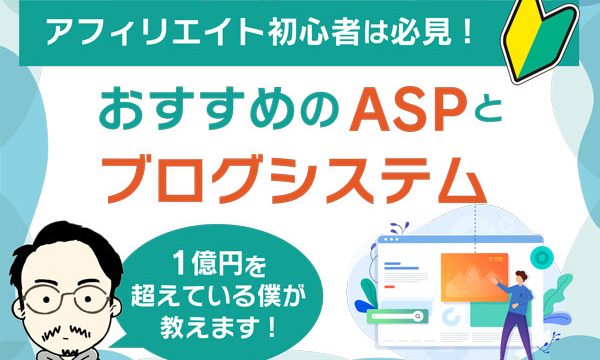 アフィリエイト初心者は必見！
おすすめのASPと
ブログシステム
1億円を
超えている僕が
教えます！